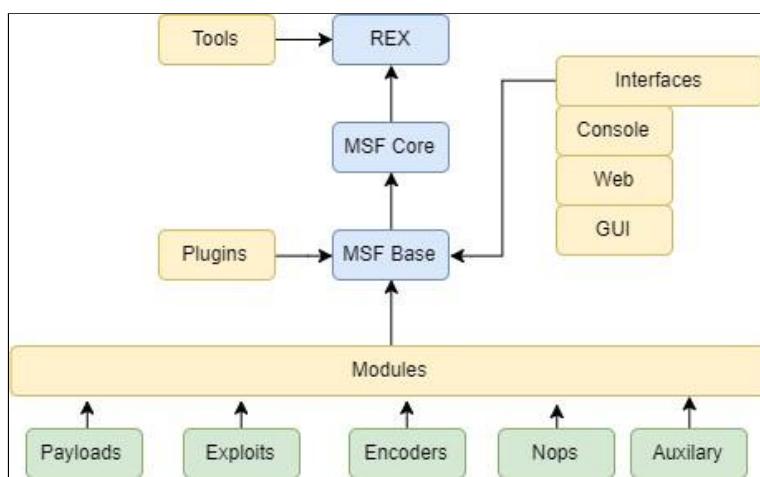 Tools
REX
Interfaces
MSF Core
Console
Web
GUI
Plugins
MSF Base
Modules
Payloads
Exploits
Encoders
Nops
Auxilary